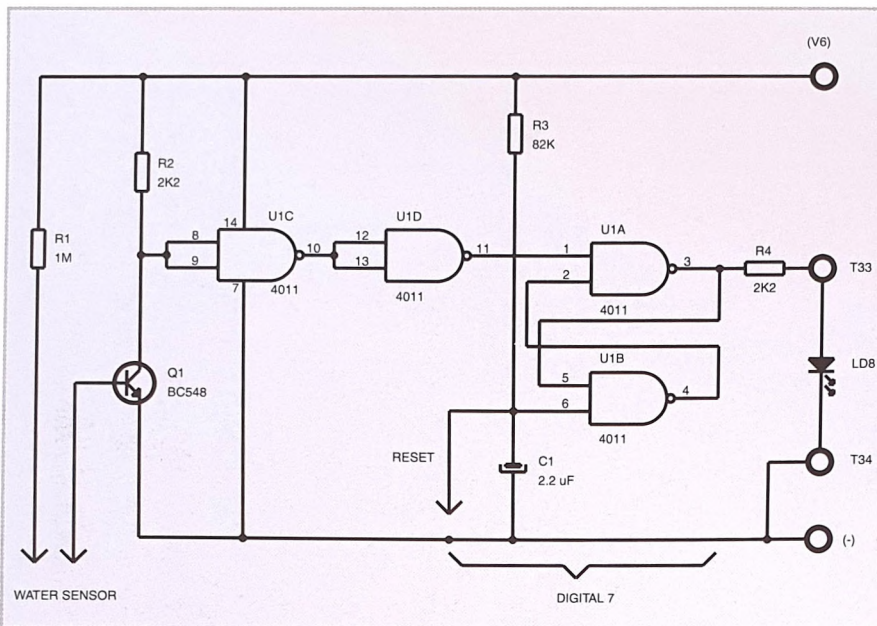 (V6)
R3
82K
R2
2K2
R1
1M
U1C
14
8
9
10
7
4011
U1D
12
13
11
4011
U1A
1
2
3
4011
R4
2K2
T33
U1B
5
6
4
4011
LD8
Q1
BC548
RESET
C1
2.2 uF
T34
(-)
WATER SENSOR
DIGITAL 7